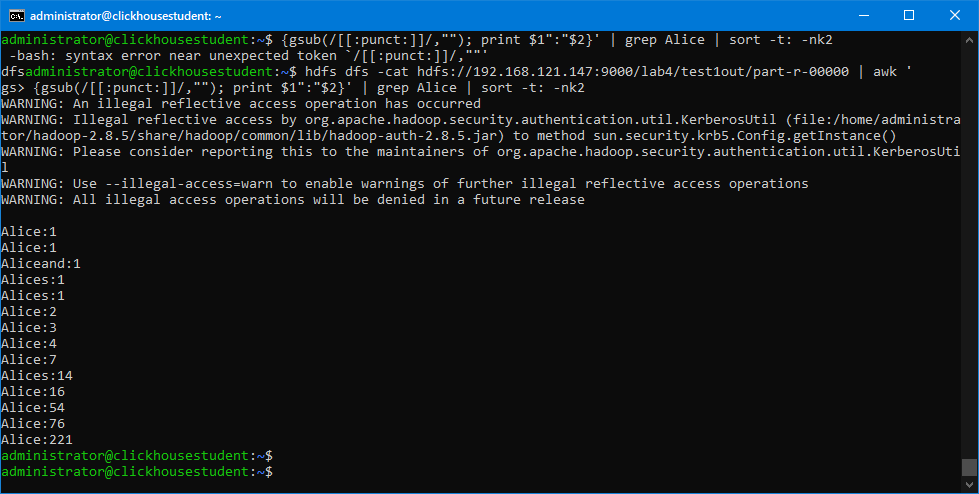 administrator@clickhousestudent: ~
administrator@clickhousestudent:~$ {gsub(/[[:punct:]]/,""); print $1":"$2}' | grep Alice | sort -t: -nk2
-bash: syntax error near unexpected token `/[[:punct:]]/,""'
dfsadministrator@clickhousestudent:~$ hdfs dfs -cat hdfs://192.168.121.147:9000/lab4/test1out/part-r-00000 | awk '
gs> {gsub(/[[:punct:]]/,""); print $1":"$2}' | grep Alice | sort -t: -nk2
WARNING: An illegal reflective access operation has occurred
WARNING: Illegal reflective access by org.apache.hadoop.security.authentication.util.KerberosUtil (file:/home/administra
tor/hadoop-2.8.5/share/hadoop/common/lib/hadoop-auth-2.8.5.jar) to method sun.security.krb5.Config.getInstance()
WARNING: Please consider reporting this to the maintainers of org.apache.hadoop.security.authentication.util.KerberosUti
l
WARNING: Use --illegal-access=warn to enable warnings of further illegal reflective access operations
WARNING: All illegal access operations will be denied in a future release
Alice:1
Alice:1
Aliceand:1
Alices:1
Alices:1
Alice:2
Alice:3
Alice:4
Alice:7
Alices:14
Alice:16
Alice:54
Alice:76
Alice:221
administrator@clickhousestudent:~$
administrator@clickhousestudent:~$